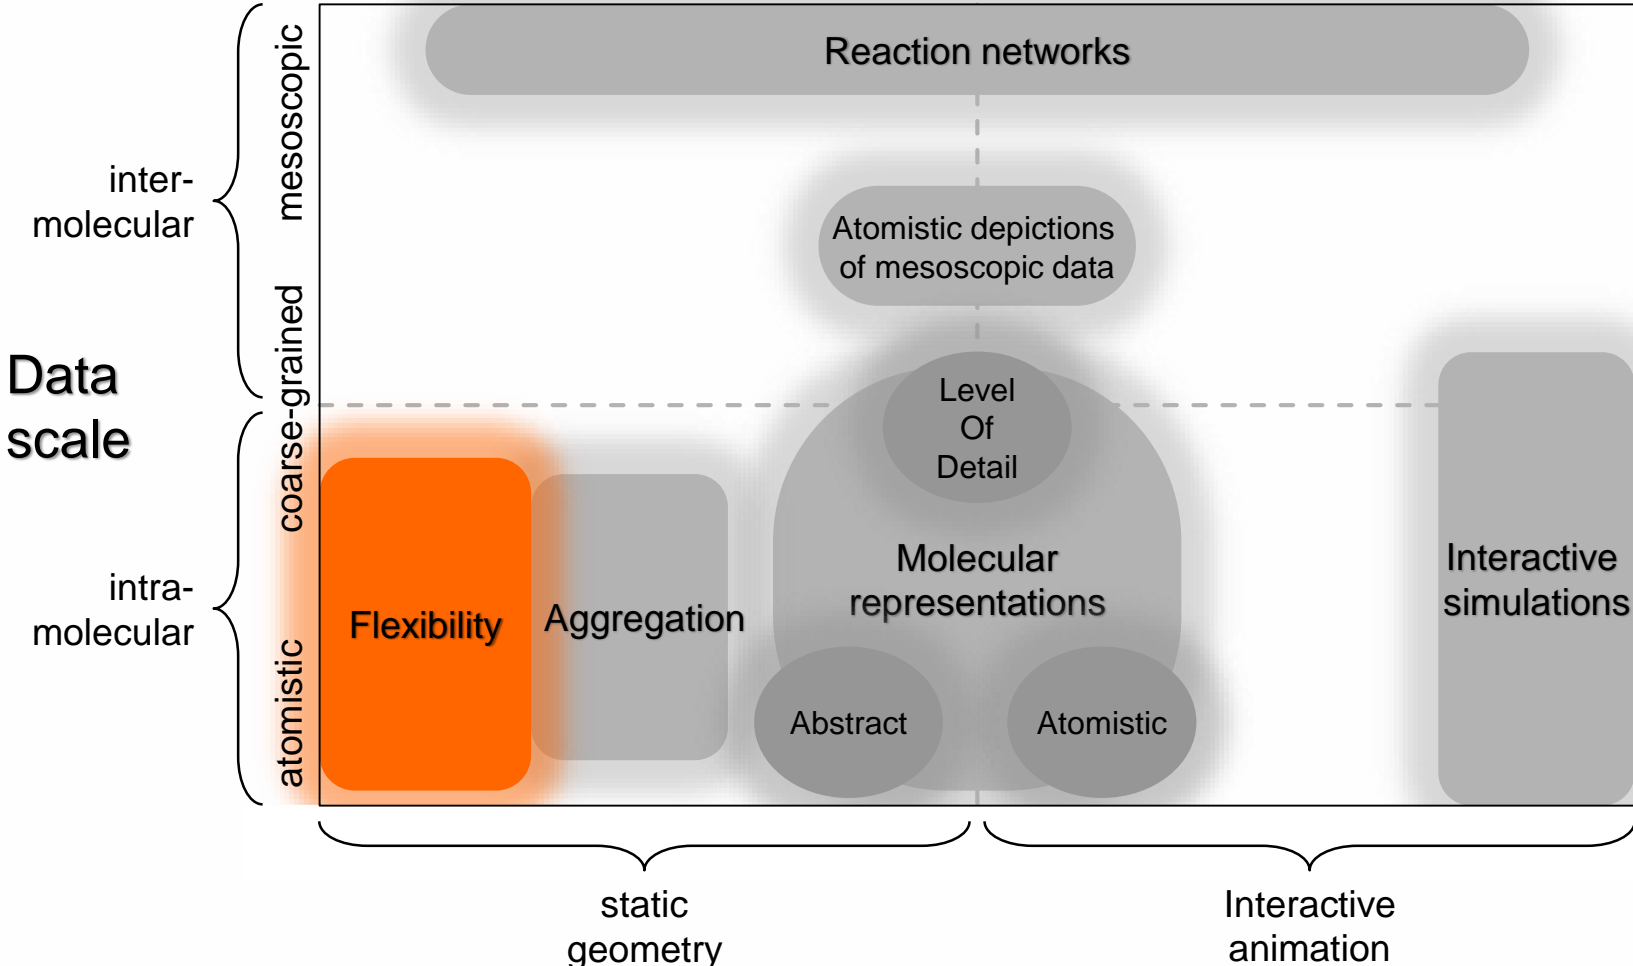 Reaction networks
mesoscopic
inter-
molecular
Atomistic depictions
of mesoscopic data
Data
scale
coarse-grained
Level
Of
Detail
Flexibility
Aggregation
Molecular
representations
Interactive
simulations
intra-
molecular
atomistic
Abstract
Atomistic
static
geometry
Interactive
animation